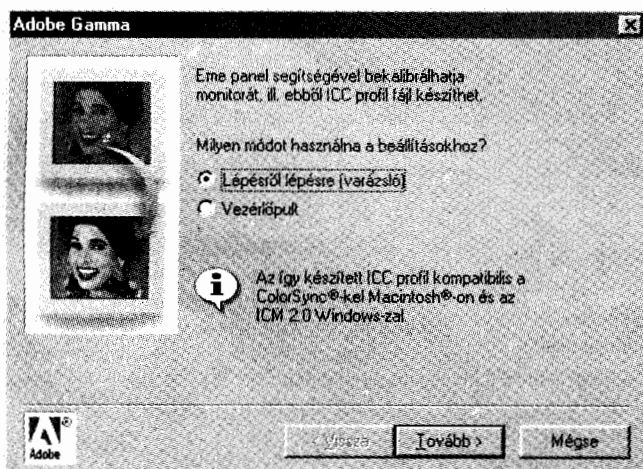 Adobe Gamma
Eme panel segítségével bekalibrálhatja
monitorát, ill. ebből ICC profil fájl készíthet.
Milyen módot használna a beállításokhoz?
Lépésről lépésre (varázsló)
Vezérlőpult
Az így készített ICC profil kompatibilis a
ColorSync®-kel Macintosh®-on és az
ICM 2.0 Windows-zal
Adobe
< Vissza
Tovább >
Mégse